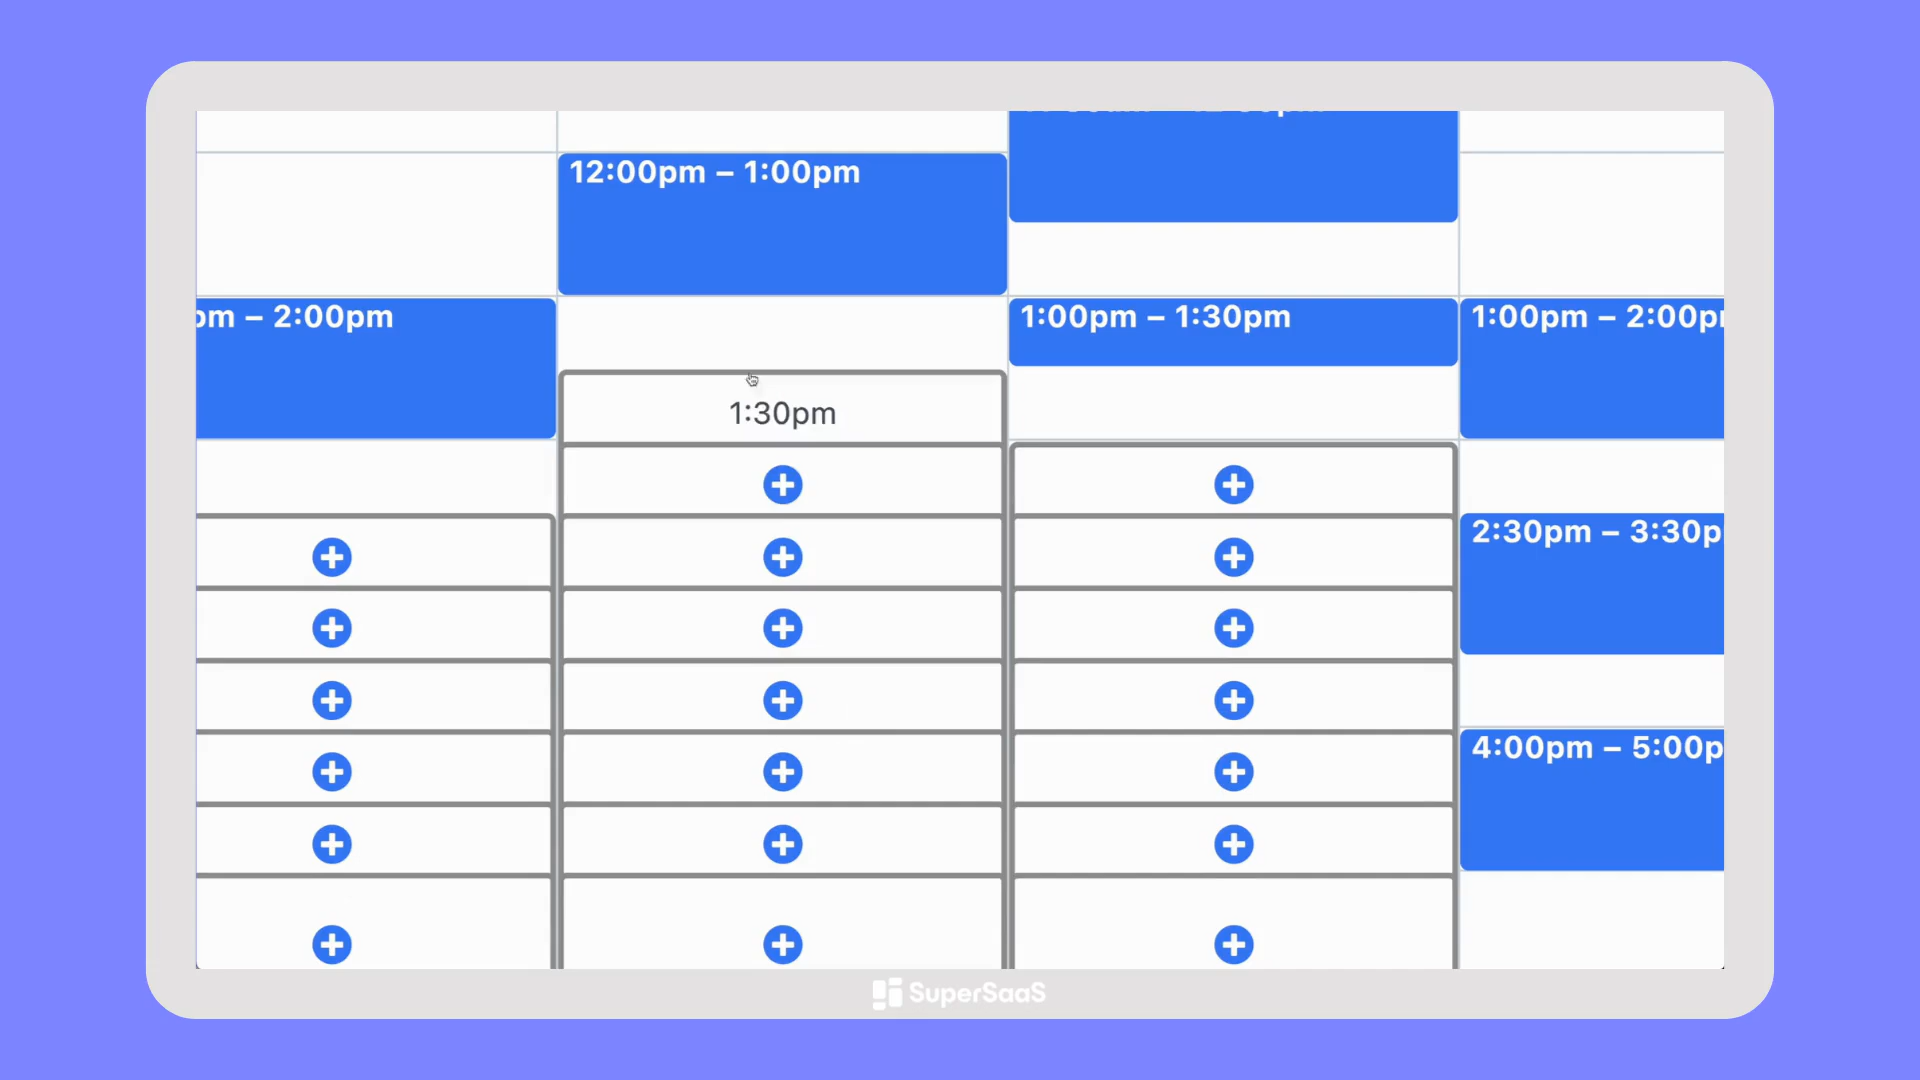 12:00pm – 1:00pm
pm – 2:00pm
1:00pm – 1:30pm
1:00pm – 2:00p
1:30pm
2:30pm – 3:30p
4:00pm – 5:00p
SuperSaaS